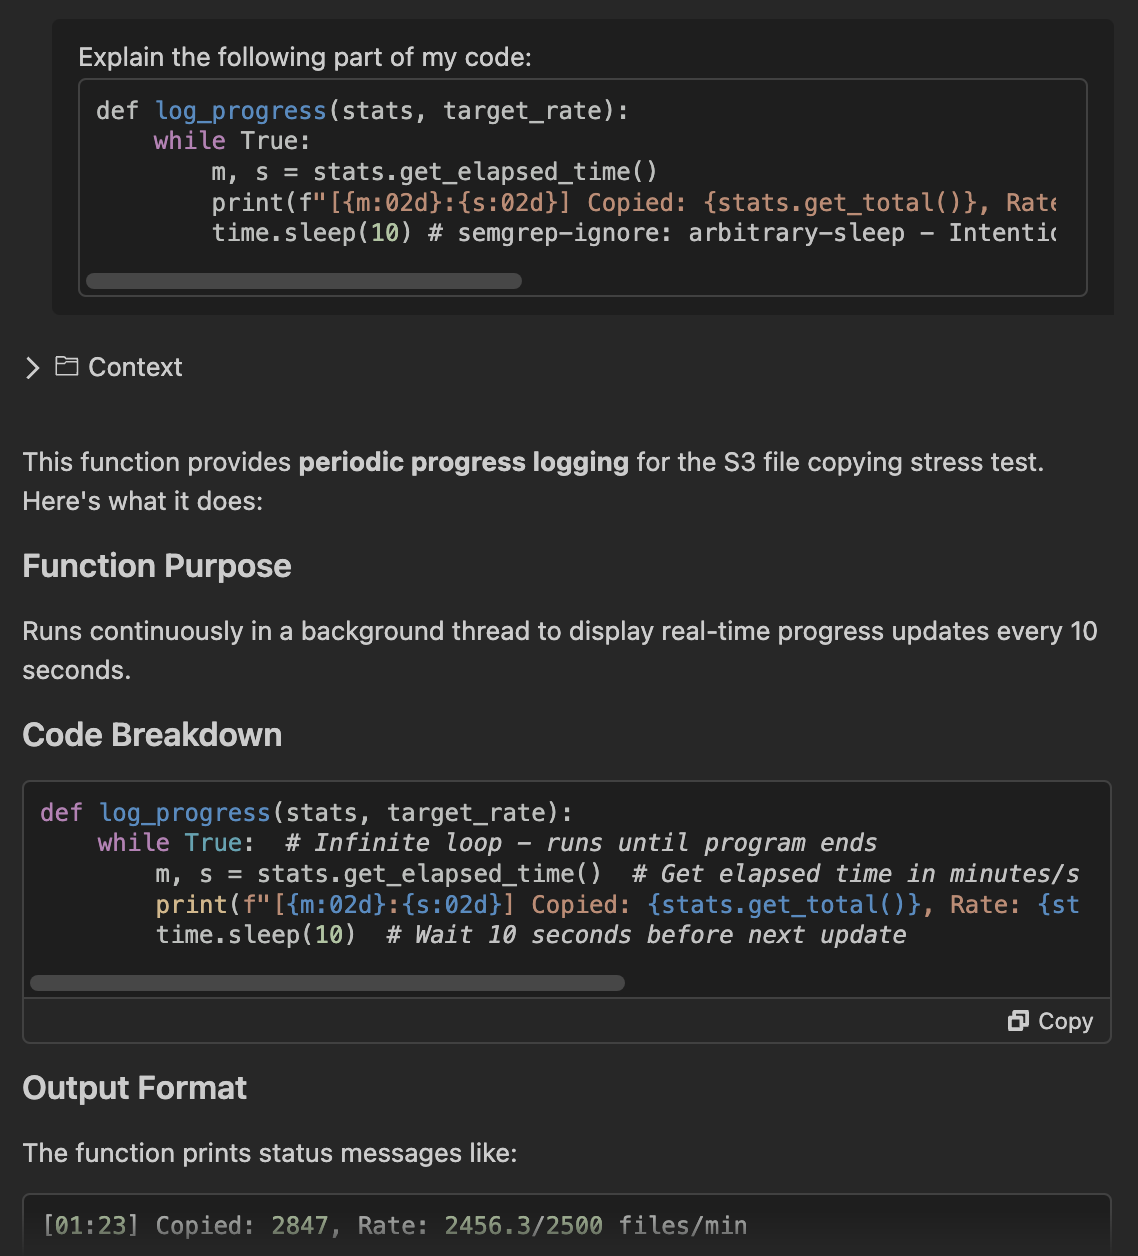 Explain the following part of my code:
def log_progress(stats, target_rate):
    while True:
        m, s = stats.get_elapsed_time()
        print(f"[{m:02d}:{s:02d}] Copied: {stats.get_total()}, Rate
        time.sleep(10) # semgrep-ignore: arbitrary-sleep – Intentio
Context
This function provides periodic progress logging for the S3 file copying stress test.
Here's what it does:
Function Purpose
Runs continuously in a background thread to display real-time progress updates every 10
seconds.
Code Breakdown
def log_progress(stats, target_rate):
    while True:  # Infinite loop – runs until program ends
        m, s = stats.get_elapsed_time()  # Get elapsed time in minutes/s
        print(f"[{m:02d}:{s:02d}] Copied: {stats.get_total()}, Rate: {st
        time.sleep(10)  # Wait 10 seconds before next update
Copy
Output Format
The function prints status messages like:
[01:23] Copied: 2847, Rate: 2456.3/2500 files/min